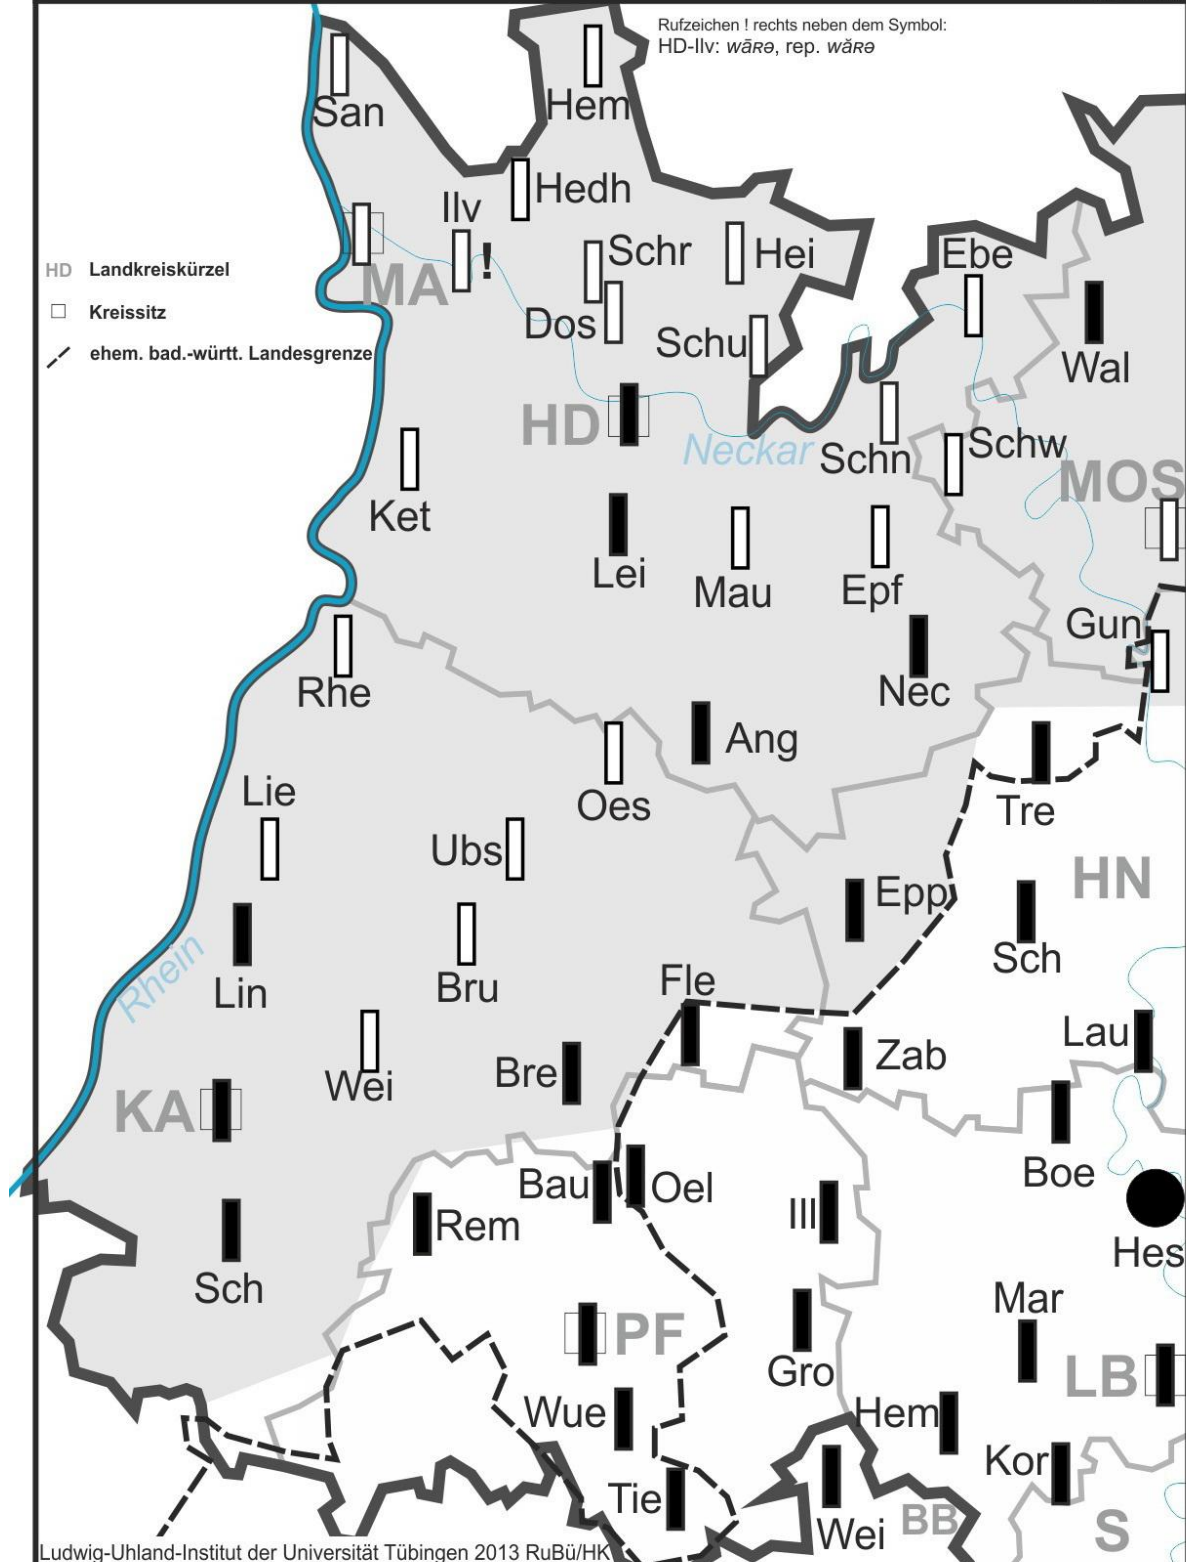 Rufzeichen ! rechts neben dem Symbol:
HD-Ilv: wāʀə, rep. wăʀə
San
Hem
Hedh
Ilv
!
Schr
Hei
Ebe
HD Landkreiskürzel
MA
Dos
Schu
Kreissitz
ehem. bad.-württ. Landesgrenze
Wal
HD
Neckar
Schn
Schw
MOS
Ket
Lei
Mau
Epf
Gun
Rhe
Nec
Ang
Lie
Oes
Tre
Ubs
HN
Epp
Rhein
Lin
Bru
Fle
Sch
Lau
Zab
Wei
Bre
KA
Boe
Bau
Oel
Ill
Rem
Hes
Sch
Mar
PF
Gro
LB
Wue
Hem
Kor
Tie
Wei
BB
S
Ludwig-Uhland-Institut der Universität Tübingen 2013 RuBü/HK